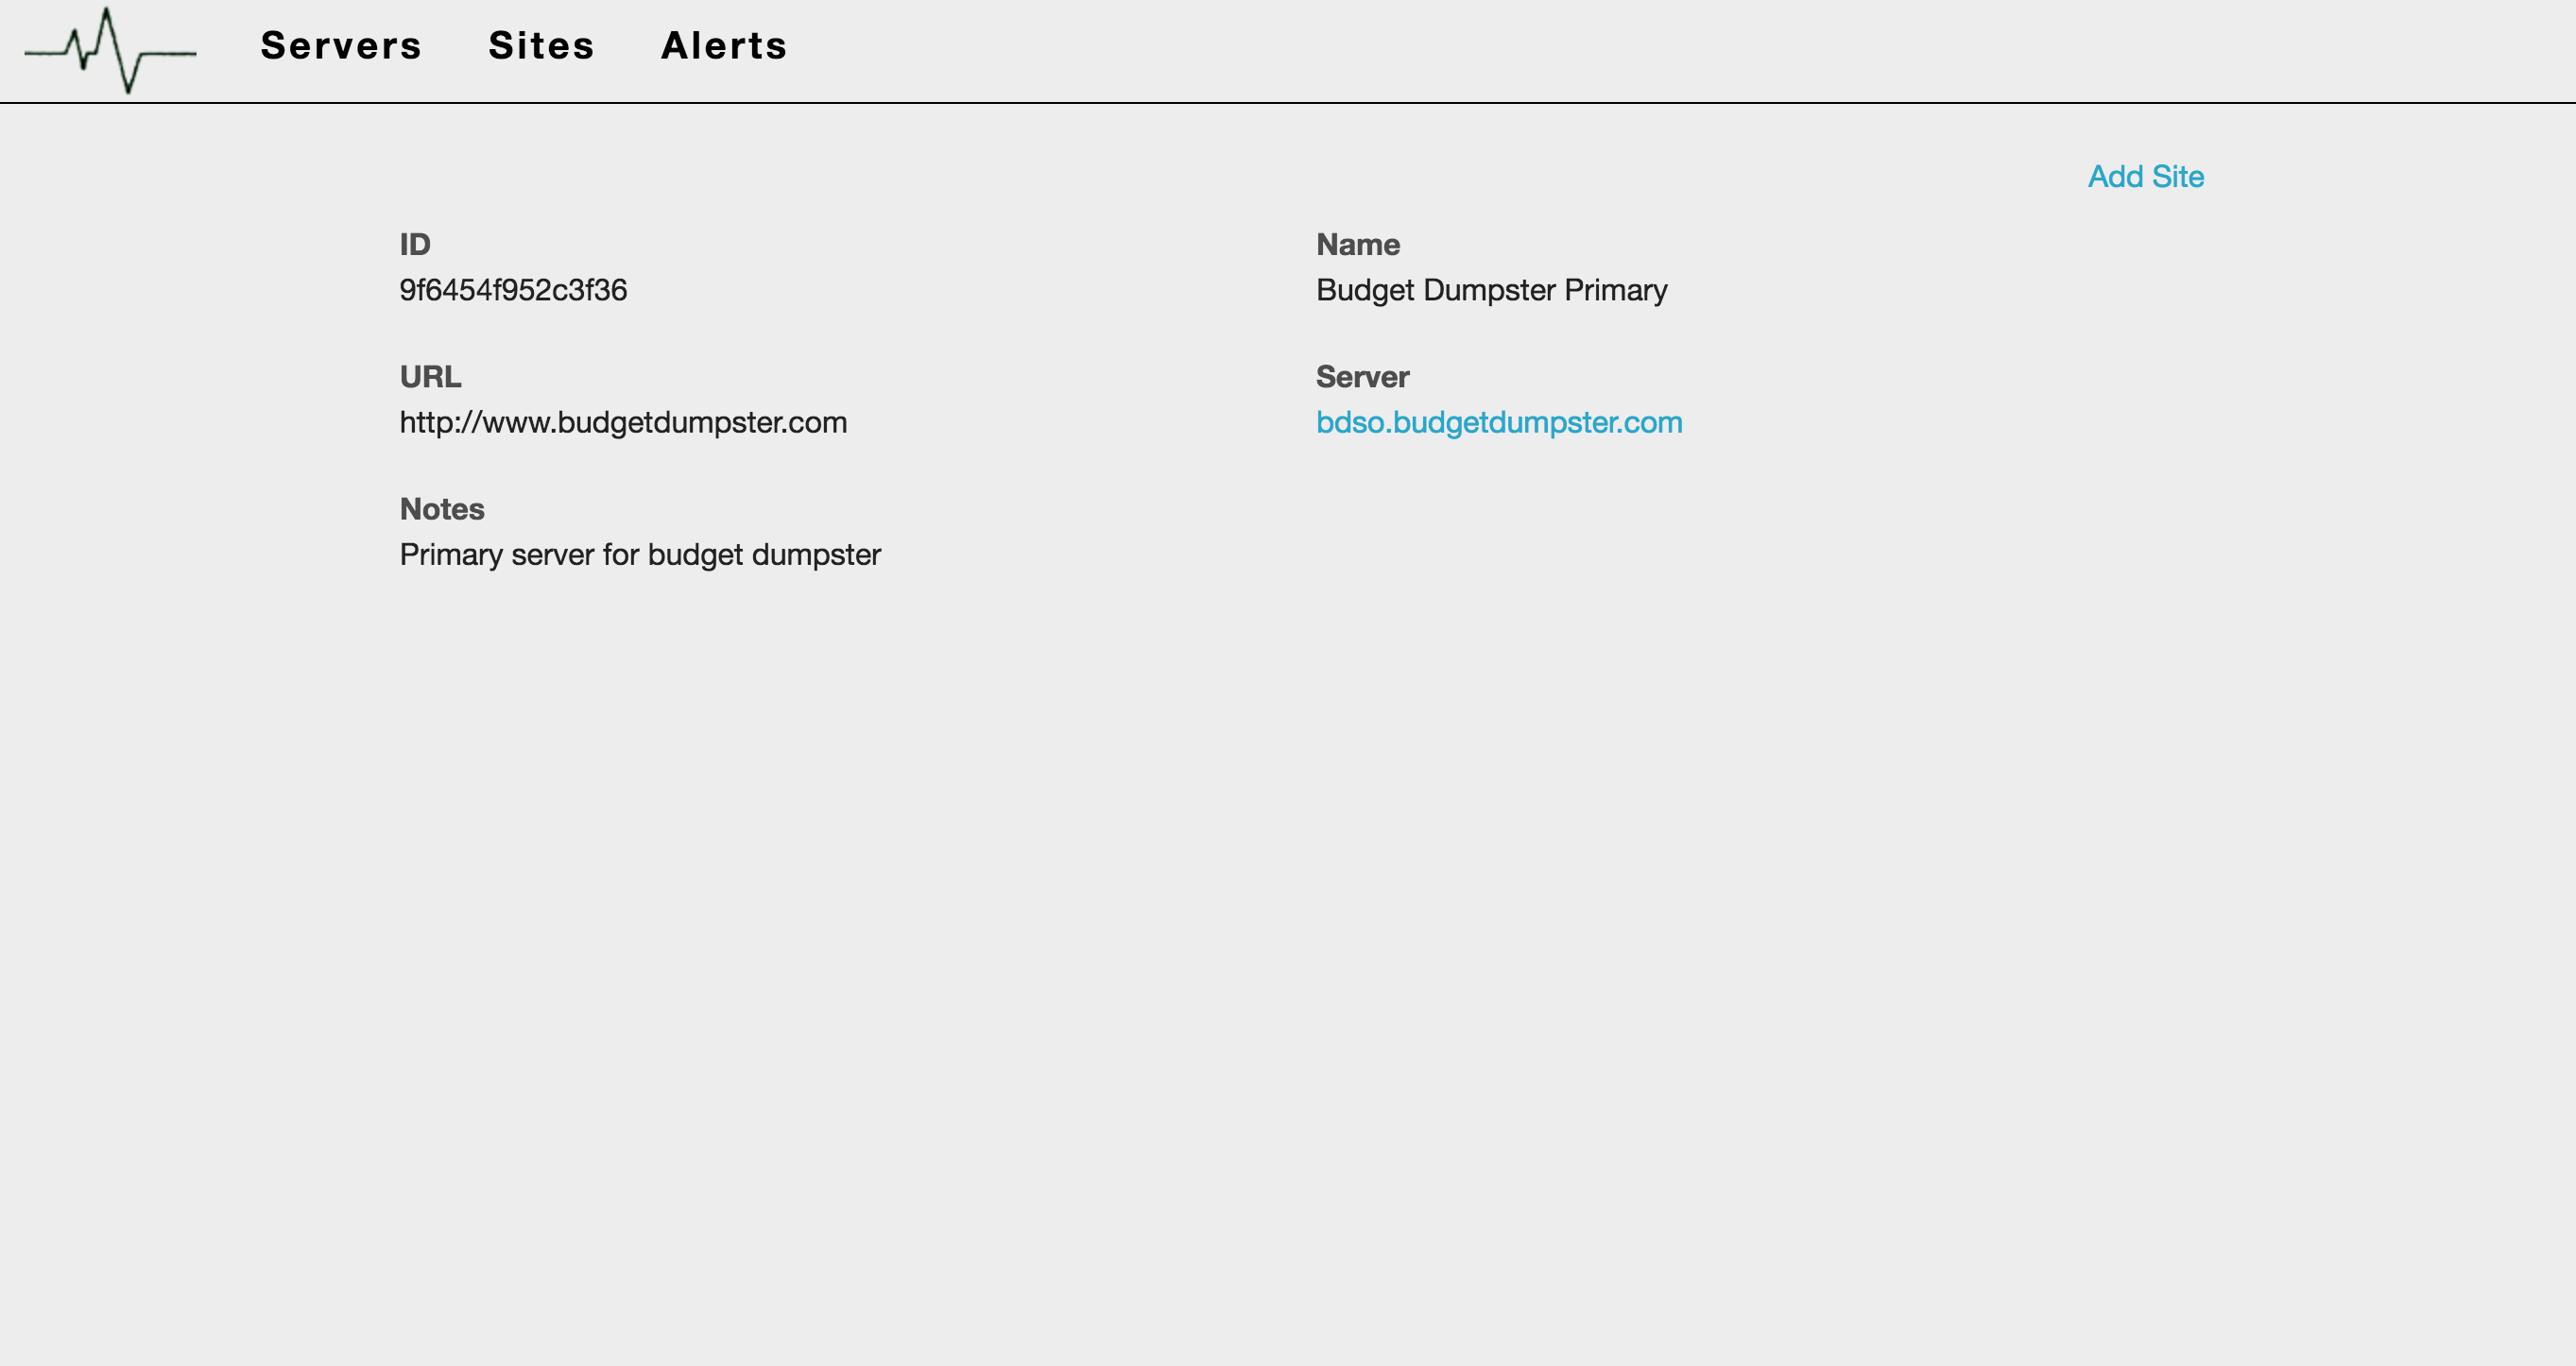 Servers Sites Alerts
Add Site
ID
9f6454f952c3f36
Name
Budget Dumpster Primary
URL
http://www.budgetdumpster.com
Server
bdso.budgetdumpster.com
Notes
Primary server for budget dumpster